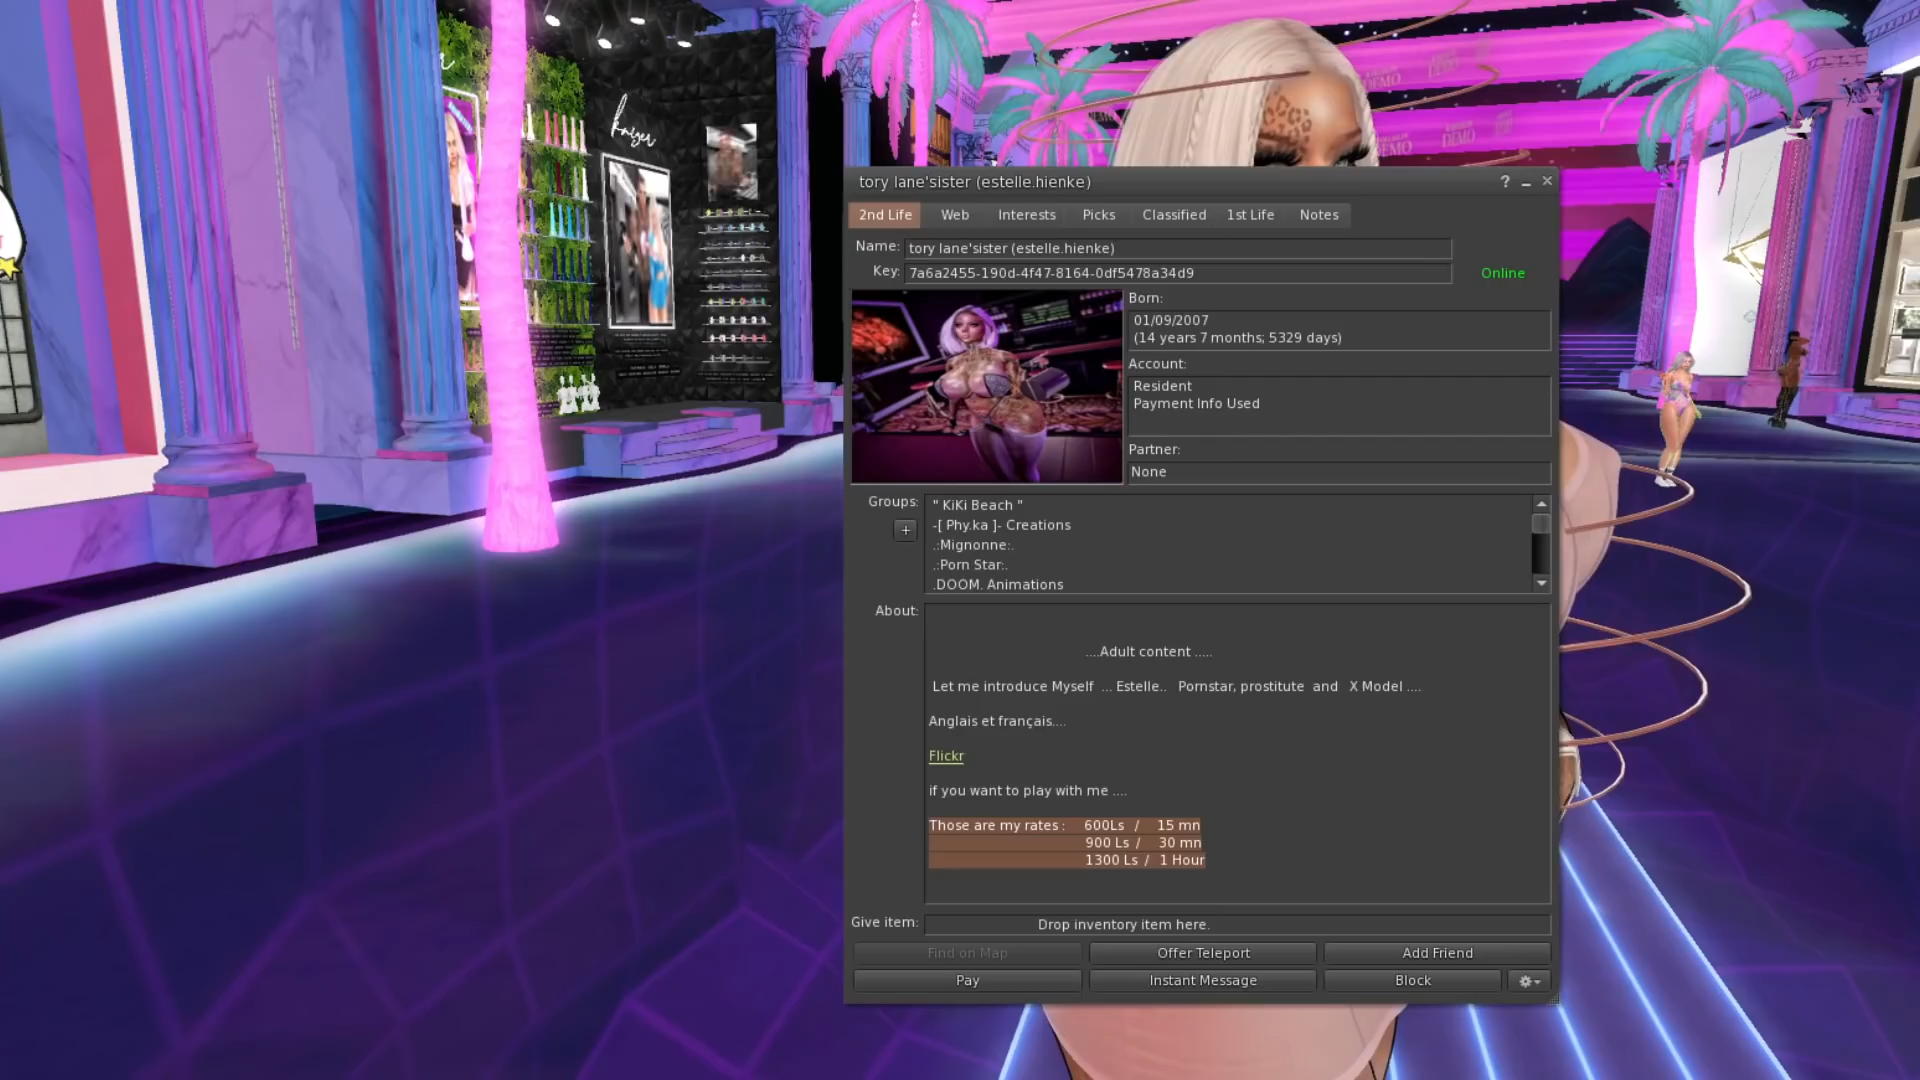 kaizer
DEMO
DEMO
DEMO
DEMO
tory lane'sister (estelle.hienke)
? _ ×
2nd Life Web Interests Picks Classified 1st Life Notes
Name: tory lane'sister (estelle.hienke)
Key: 7a6a2455-190d-4f47-8164-0df5478a34d9 Online
Born:
01/09/2007
(14 years 7 months; 5329 days)
Account:
Resident
Payment Info Used
Partner:
None
Groups: " KiKi Beach "
+ -[ Phy.ka ]- Creations
.:Mignonne:.
.:Porn Star:.
.DOOM. Animations
About:
....Adult content .....
Let me introduce Myself ... Estelle.. Pornstar, prostitute and X Model ....
Anglais et français....
Flickr
if you want to play with me ....
Those are my rates : 600Ls / 15 mn
900 Ls / 30 mn
1300 Ls / 1 Hour
Give item: Drop inventory item here.
Find on Map Offer Teleport Add Friend
Pay Instant Message Block